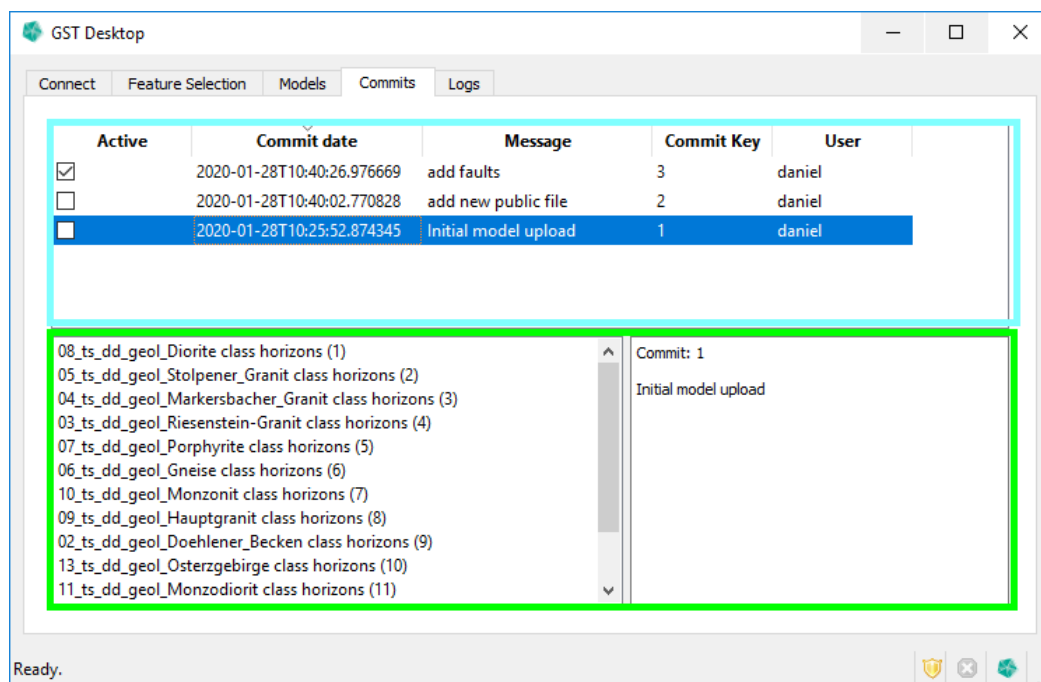 GST Desktop
Connect Feature Selection Models Commits Logs
Active Commit date Message Commit Key User
2020-01-28T10:40:26.976669 add faults 3 daniel
2020-01-28T10:40:02.770828 add new public file 2 daniel
2020-01-28T10:25:52.874345 Initial model upload 1 daniel
08_ts_dd_geol_Diorite class horizons (1)
05_ts_dd_geol_Stolpener_Granit class horizons (2)
04_ts_dd_geol_Markersbacher_Granit class horizons (3)
03_ts_dd_geol_Riesenstein-Granit class horizons (4)
07_ts_dd_geol_Porphyrite class horizons (5)
06_ts_dd_geol_Gneise class horizons (6)
10_ts_dd_geol_Monzonit class horizons (7)
09_ts_dd_geol_Hauptgranit class horizons (8)
02_ts_dd_geol_Doehlener_Becken class horizons (9)
13_ts_dd_geol_Osterzgebirge class horizons (10)
11_ts_dd_geol_Monzodiorit class horizons (11)
Commit: 1
Initial model upload
Ready.